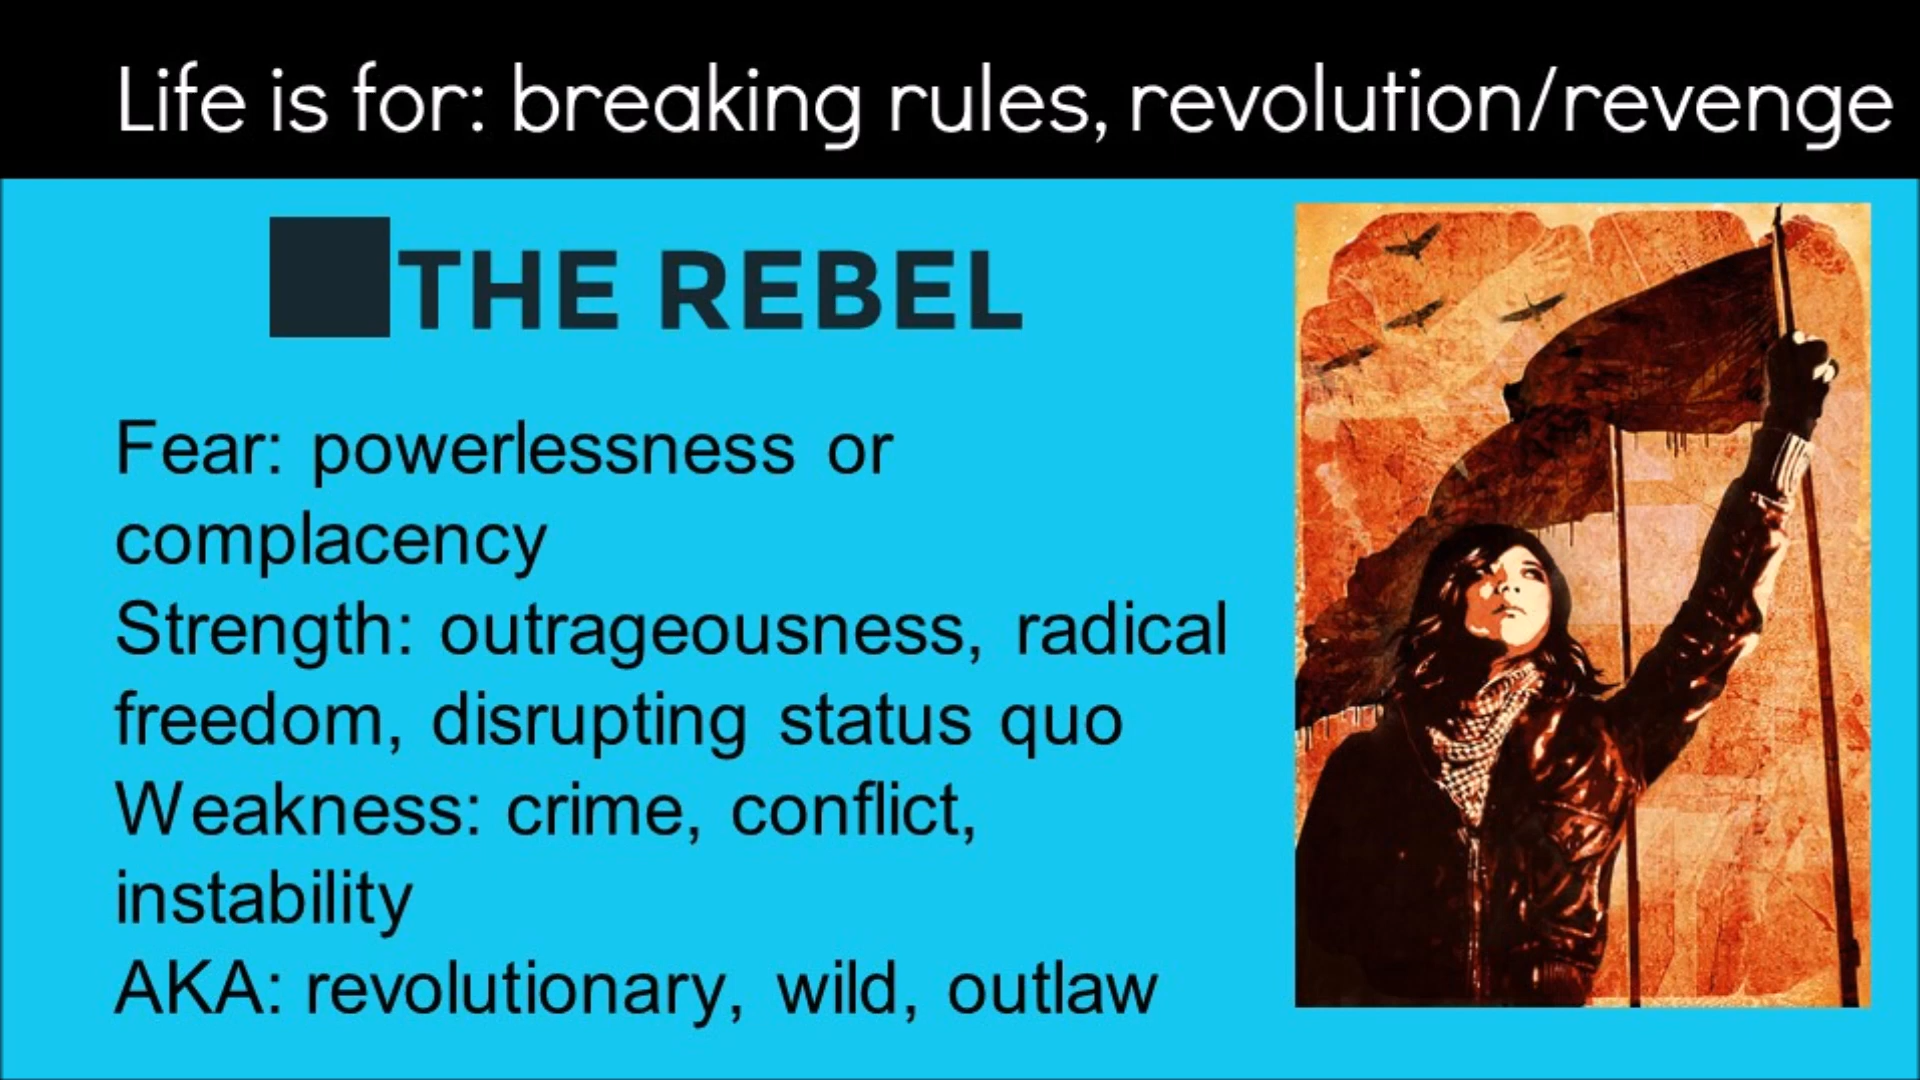 Life is for: breaking rules, revolution/revenge
THE REBEL
Fear: powerlessness or
complacency
Strength: outrageousness, radical
freedom, disrupting status quo
Weakness: crime, conflict,
instability
AKA: revolutionary, wild, outlaw